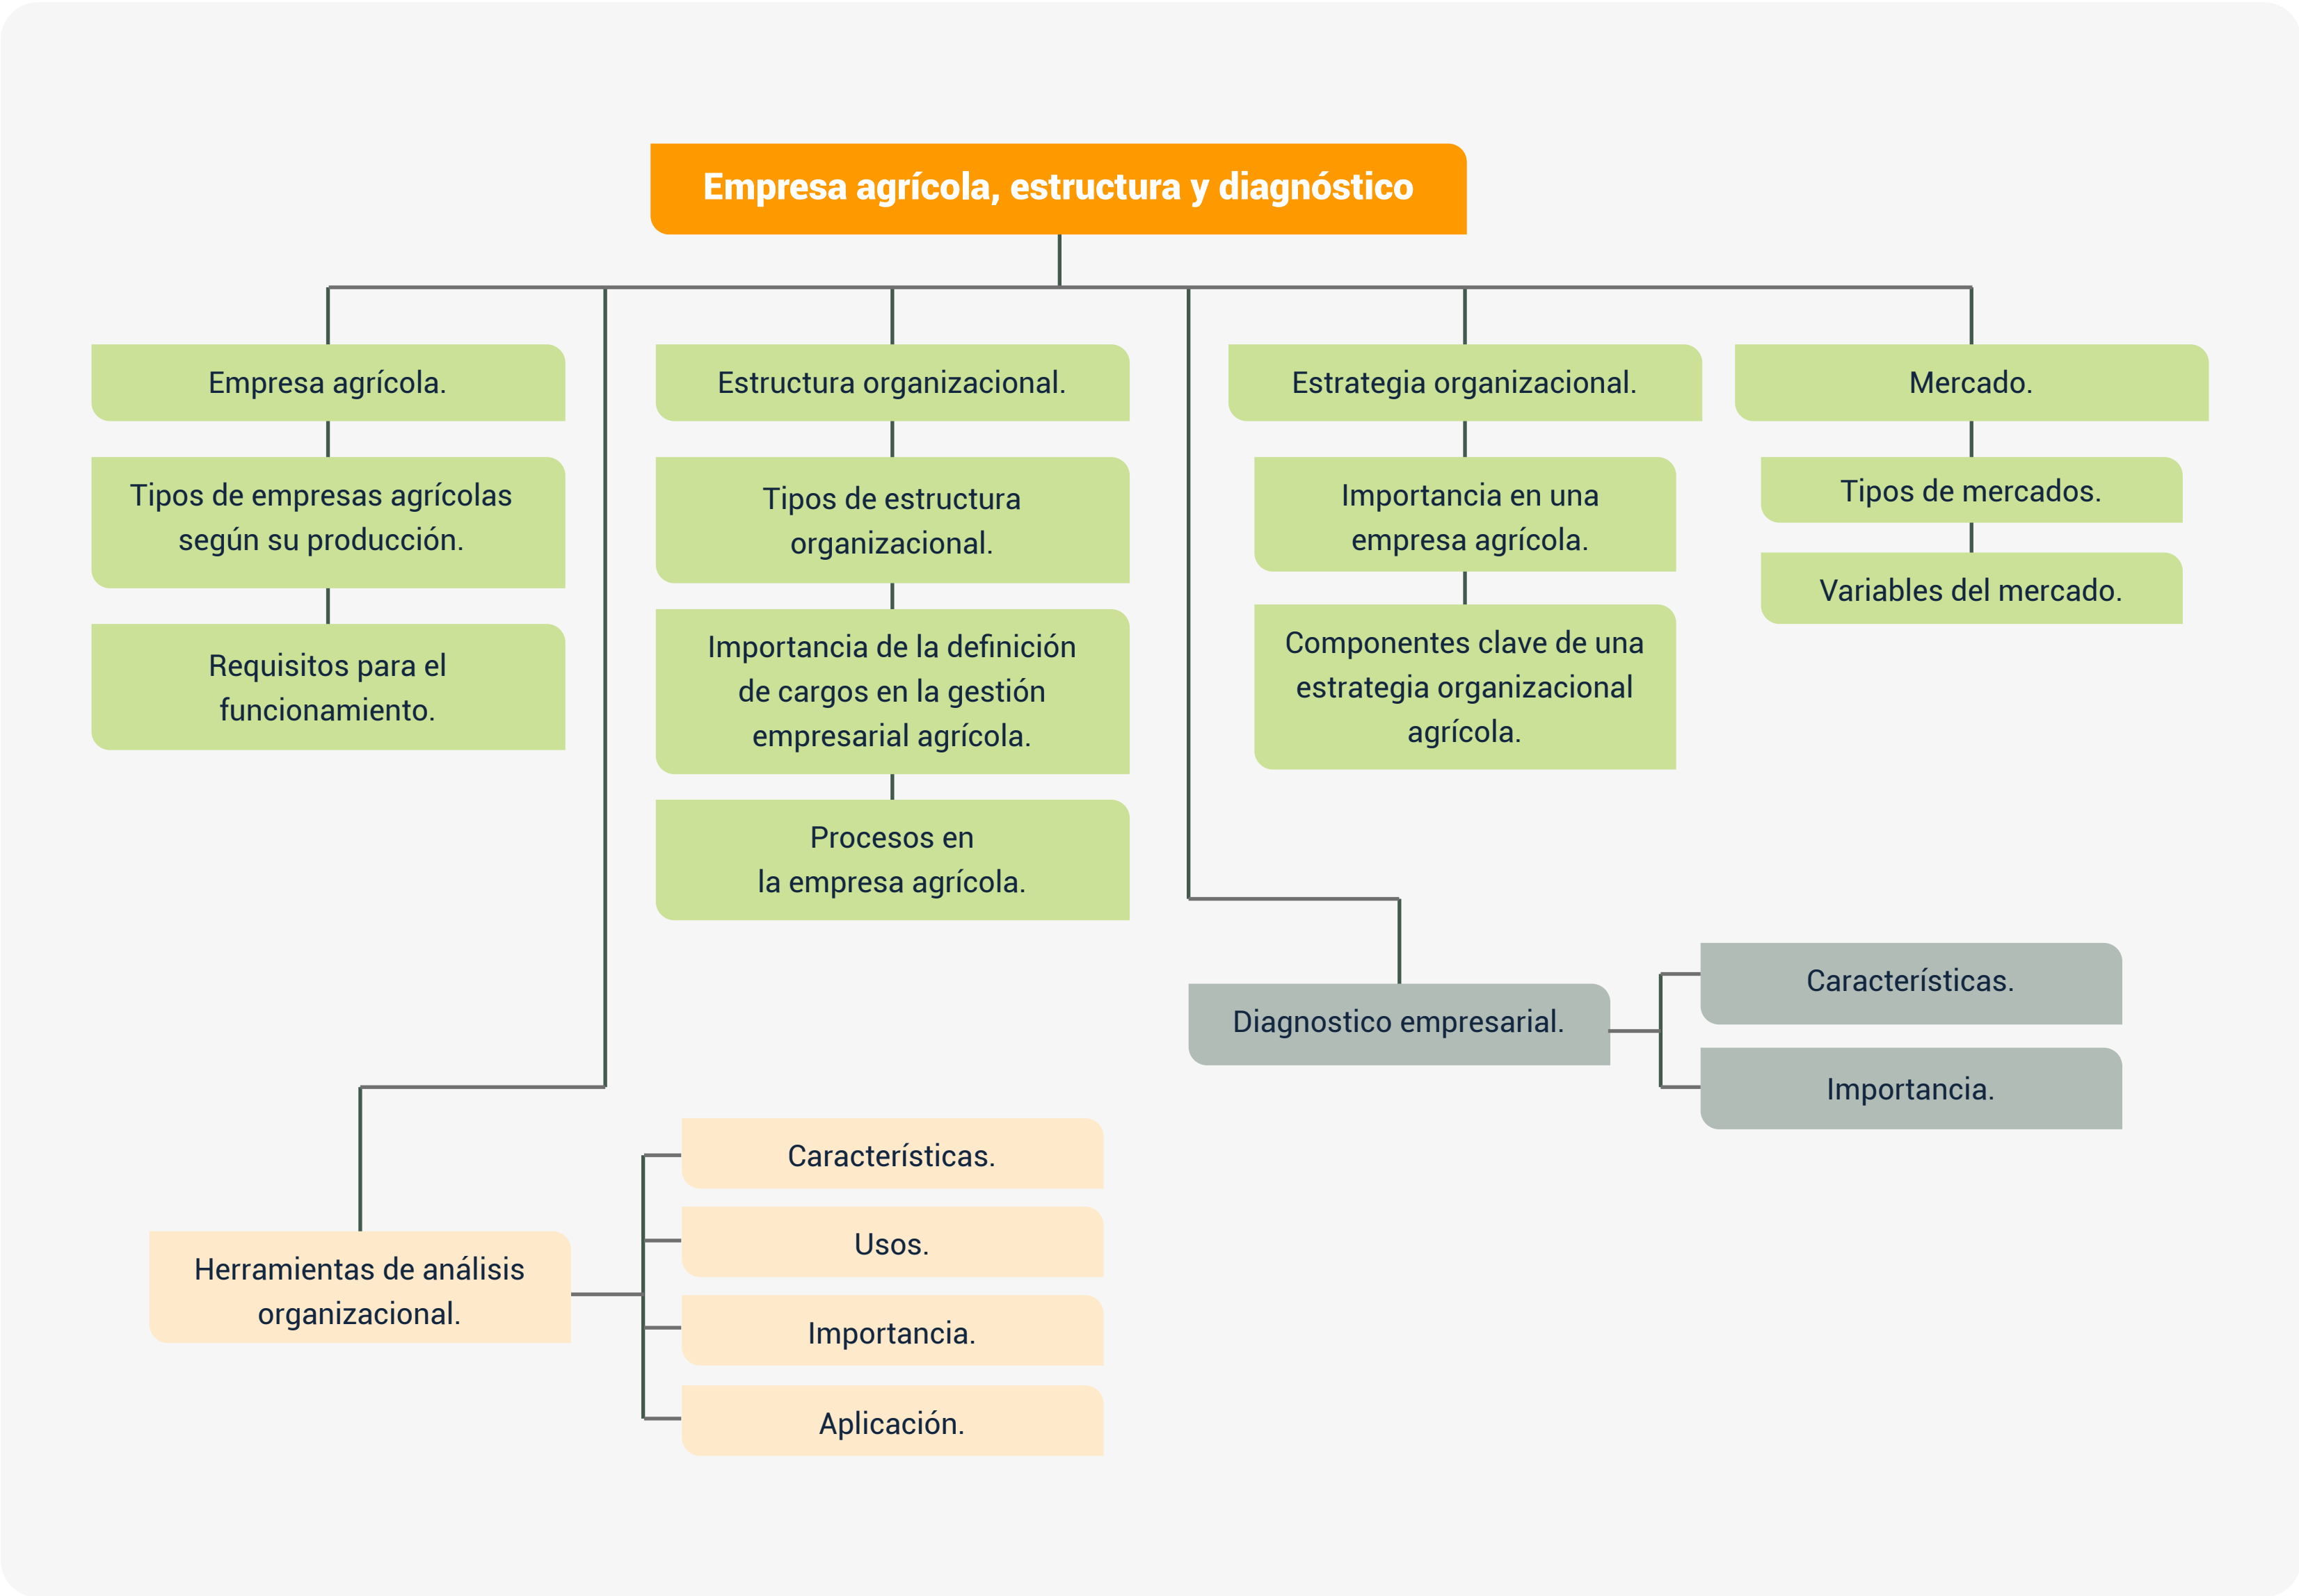 Empresa agrícola, estructura y diagnóstico
Empresa agrícola.
Tipos de empresas agrícolas
según su producción.
Requisitos para el
funcionamiento.
Estructura organizacional.
Tipos de estructura
organizacional.
Importancia de la definición
de cargos en la gestión
empresarial agrícola.
Procesos en
la empresa agrícola.
Estrategia organizacional.
Importancia en una
empresa agrícola.
Componentes clave de una
estrategia organizacional
agrícola.
Mercado.
Tipos de mercados.
Variables del mercado.
Diagnostico empresarial.
Características.
Importancia.
Herramientas de análisis
organizacional.
Características.
Usos.
Importancia.
Aplicación.